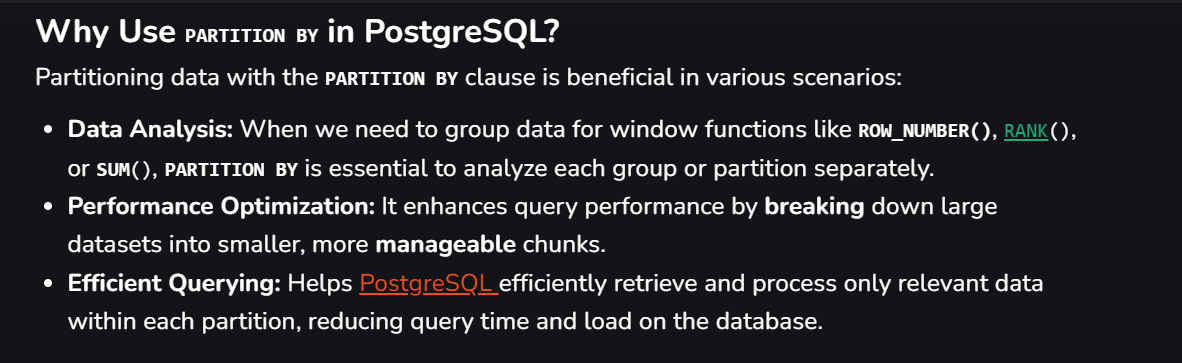 Why Use PARTITION BY in PostgreSQL?
Partitioning data with the PARTITION BY clause is beneficial in various scenarios:
• Data Analysis: When we need to group data for window functions like ROW_NUMBER(), RANK(),
or SUM(), PARTITION BY is essential to analyze each group or partition separately.
• Performance Optimization: It enhances query performance by breaking down large
datasets into smaller, more manageable chunks.
• Efficient Querying: Helps PostgreSQL efficiently retrieve and process only relevant data
within each partition, reducing query time and load on the database.